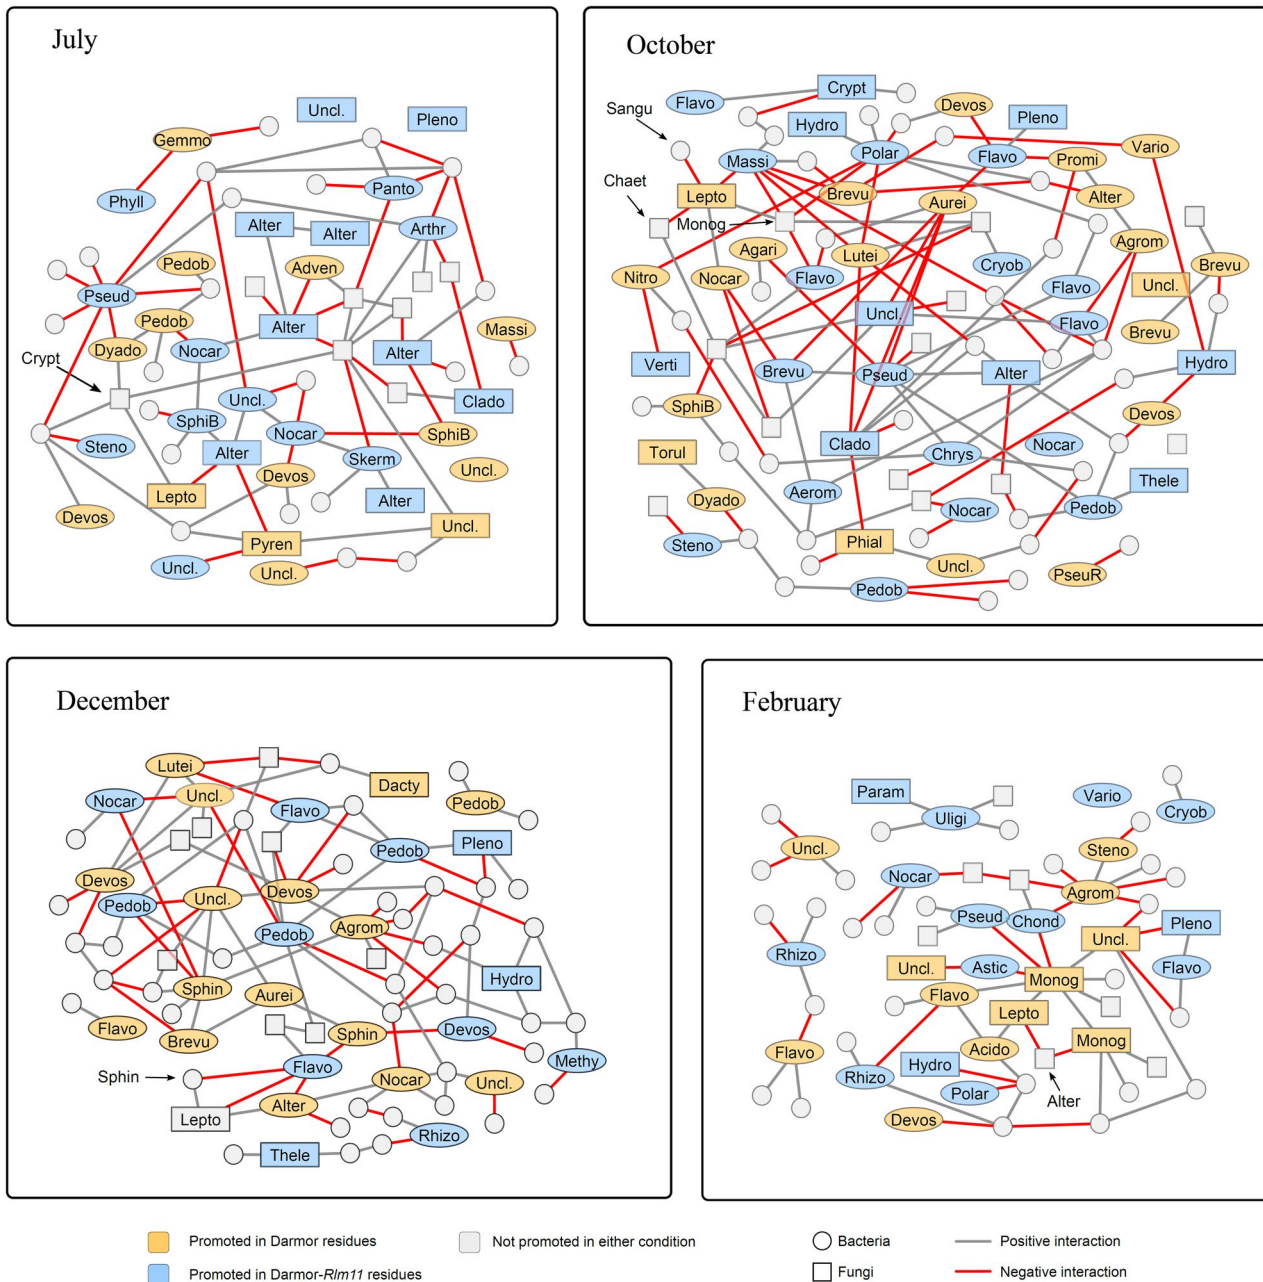 July
Uncl.
Pleno
Gemmo
Phyll
Panto
Alter
Alter
Arthr
Pedob
Adven
Pseud
Pedob
Alter
Massi
Dyado
Nocar
Alter
Crypt
Uncl.
Clado
SphiB
Nocar
SphiB
Steno
Alter
Skerm
Uncl.
Devos
Lepto
Alter
Devos
Uncl.
Pyren
Uncl.
Uncl.
October
Sangu
Flavo
Crypt
Devos
Hydro
Pleno
Massi
Polar
Flavo
Promi
Vario
Chaet
Lepto
Brevu
Aurei
Alter
Monog
Agari
Lutei
Agrom
Nitro
Nocar
Flavo
Cryob
Flavo
Uncl.
Brevu
Uncl.
Flavo
Brevu
Verti
Brevu
Pseud
Alter
Hydro
SphiB
Devos
Torul
Clado
Chrys
Nocar
Thele
Dyado
Aerom
Nocar
Pedob
Steno
Phial
Uncl.
PseuR
Pedob
December
Lutei
Dacty
Nocar
Uncl.
Flavo
Pedob
Pedob
Pleno
Devos
Pedob
Uncl.
Devos
Pedob
Agrom
Sphin
Aurei
Hydro
Flavo
Brevu
Sphin
Devos
Sphin
Flavo
Methy
Nocar
Uncl.
Lepto
Alter
Rhizo
Thele
February
Param
Vario
Cryob
Uligi
Uncl.
Steno
Nocar
Agrom
Pseud
Chond
Pleno
Rhizo
Uncl.
Uncl.
Astic
Monog
Flavo
Flavo
Lepto
Flavo
Acido
Monog
Rhizo
Hydro
Polar
Alter
Devos
Promoted in Darmor residues
Promoted in Darmor-Rlm11 residues
Not promoted in either condition
Bacteria
Fungi
Positive interaction
Negative interaction